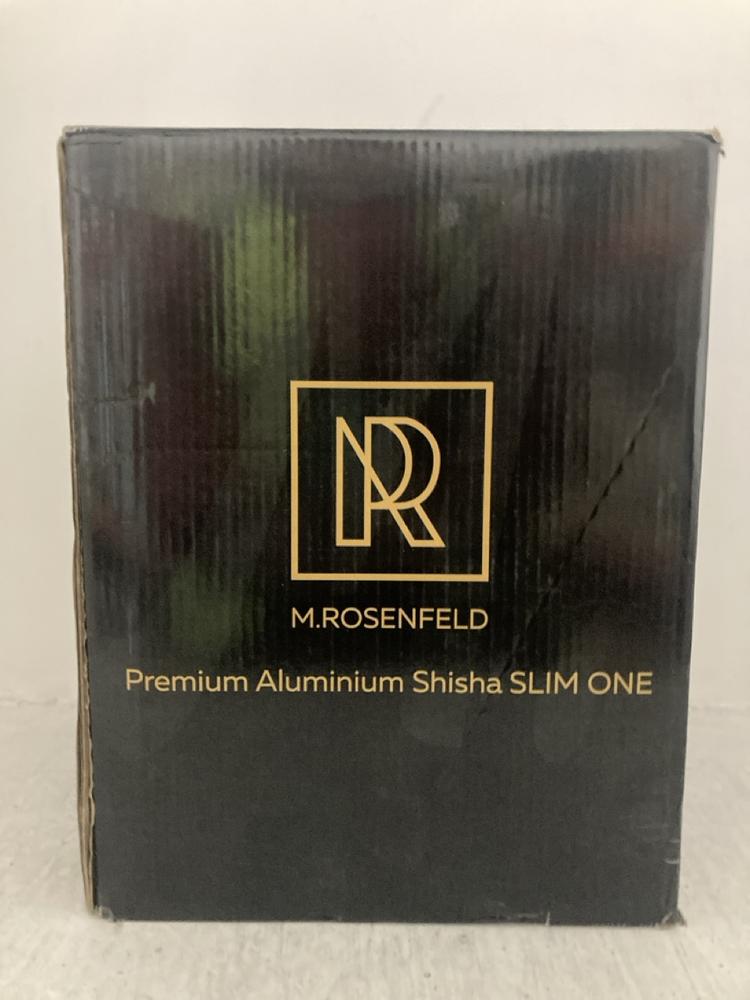 R
M.ROSENFELD
Premium Aluminium Shisha SLIM ONE